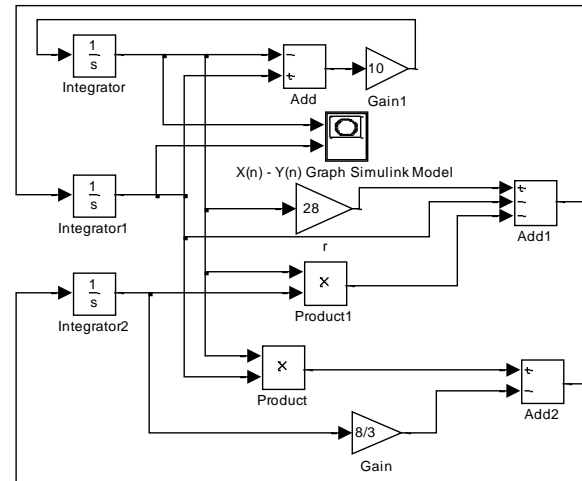 1
s
Integrator
−
+
Add
10
Gain1
X(n) - Y(n) Graph Simulink Model
1
s
Integrator1
28
r
+
−
−
Add1
1
s
Integrator2
×
Product1
×
Product
+
−
Add2
8/3
Gain